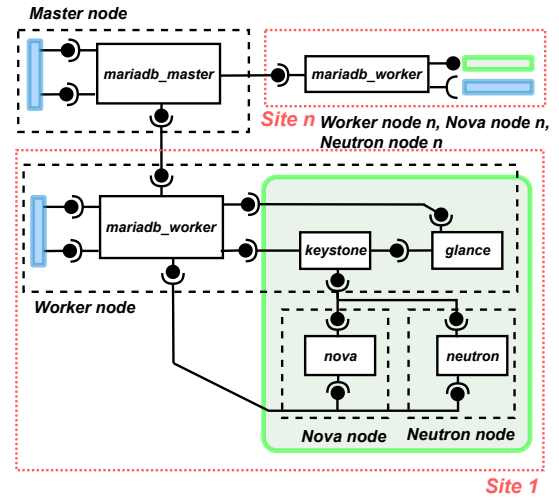 Master node
mariadb_master
mariadb_worker
Site n
Worker node n, Nova node n,
Neutron node n
mariadb_worker
keystone
glance
Worker node
nova
neutron
Nova node
Neutron node
Site 1